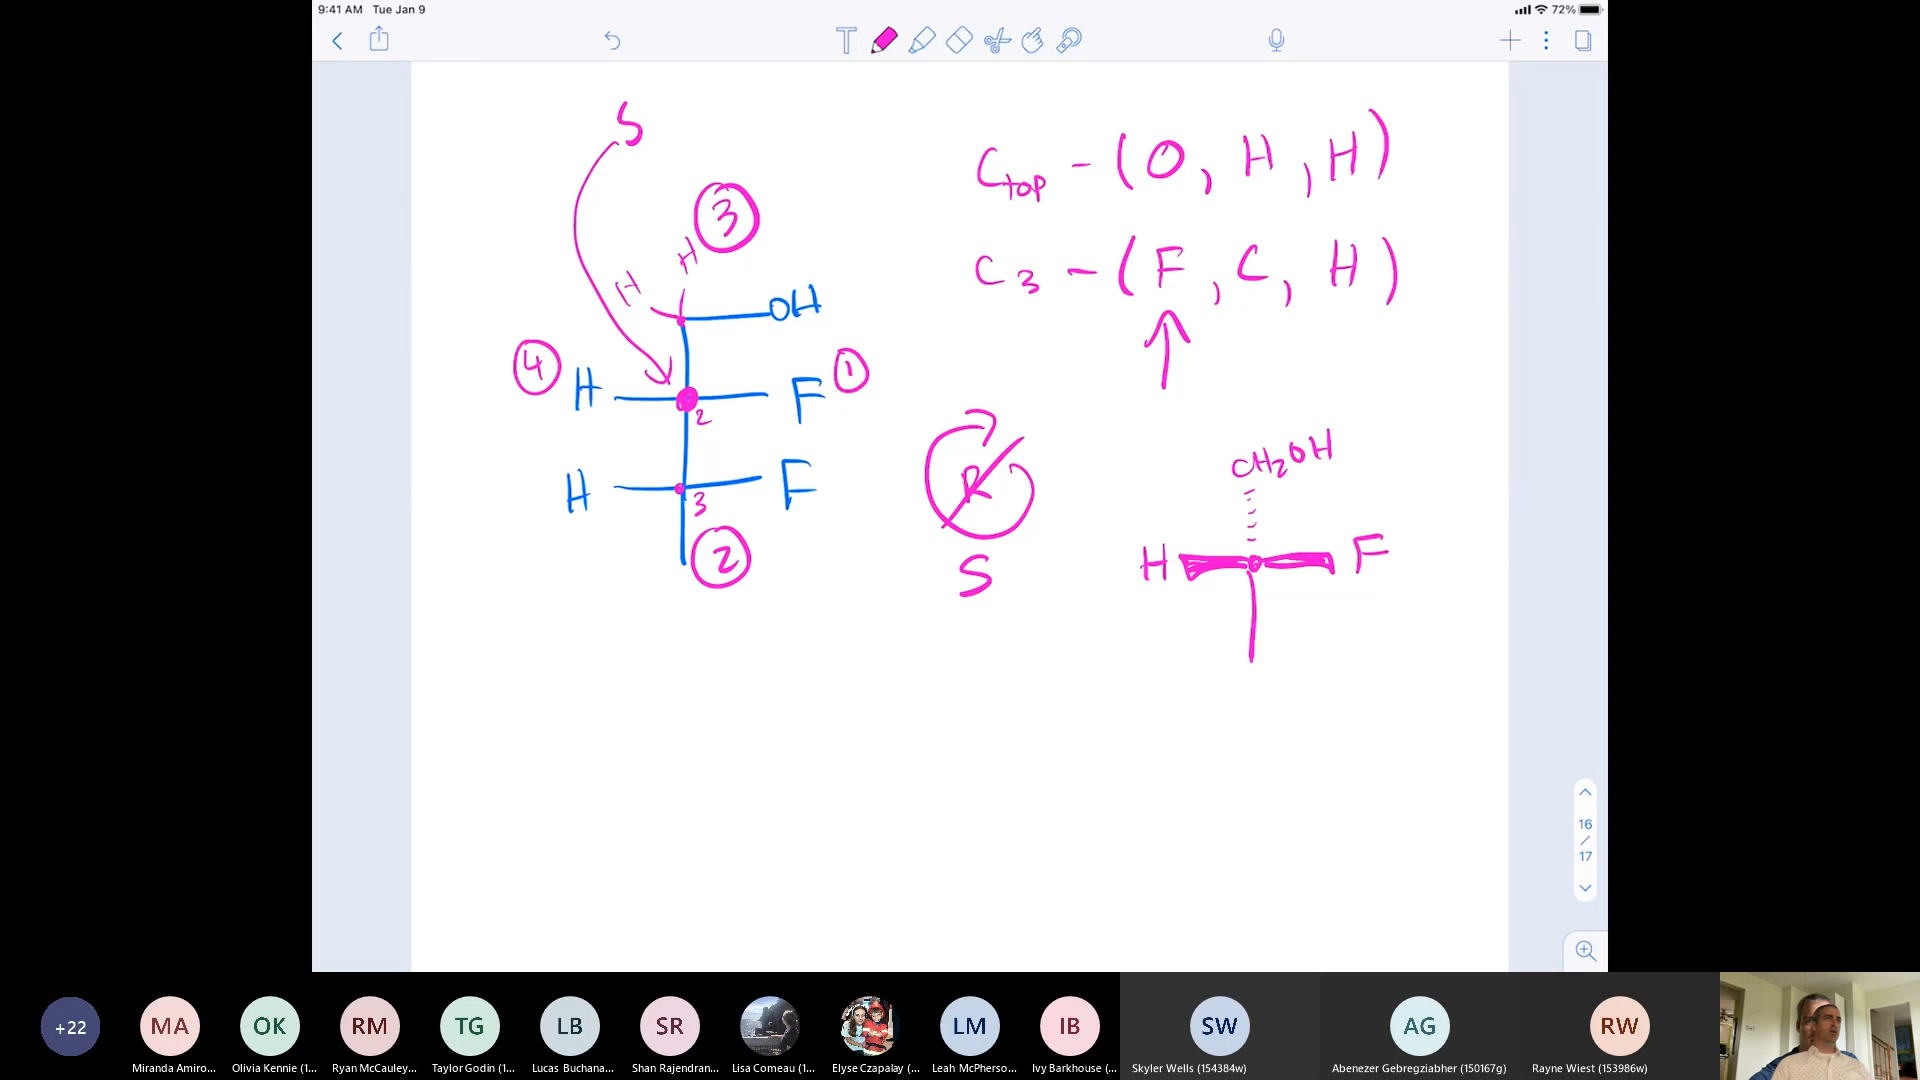 9:41 AM Tue Jan 9
72%
T
S
3
H
H
OH
4
H
F
1
2
H
F
3
2
Ctop - (O, H, H)
C3 - (F, C, H)
R
S
CH2OH
H
F
16
/
17
+22
MA
OK
RM
TG
LB
SR
LM
IB
SW
AG
RW
Miranda Amiro...
Olivia Kennie (1...
Ryan McCauley...
Taylor Godin (1...
Lucas Buchana...
Shan Rajendran...
Lisa Comeau (1...
Elyse Czapalay (...
Leah McPherso...
Ivy Barkhouse (...
Skyler Wells (154384w)
Abenezer Gebregziabher (150167g)
Rayne Wiest (153986w)